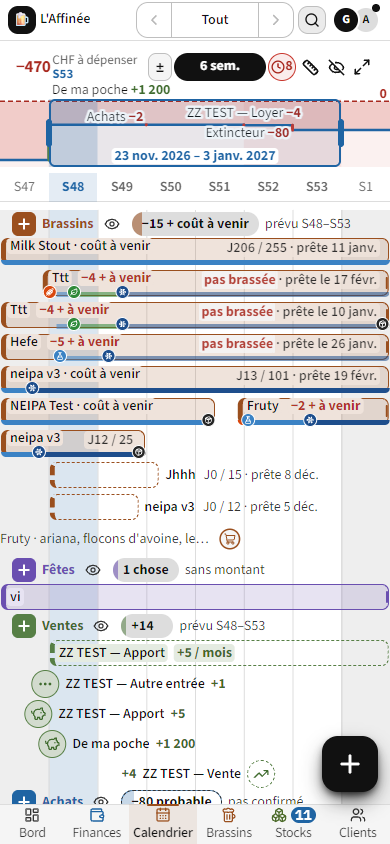 L'Affinée
Tout
G A
−470 CHF à dépenser
S53
De ma poche +1 200
±
6 sem.
8
0
Achats −2
ZZ TEST — Loyer −4
Extincteur −80
23 nov. 2026 – 3 janv. 2027
S47 S48 S49 S50 S51 S52 S53 S1
Brassins −15 + coût à venir prévu S48–S53
Milk Stout · coût à venir J206 / 255 · prête 11 janv.
Ttt −4 + à venir pas brassée · prête le 17 févr.
Ttt −4 + à venir pas brassée · prête le 10 janv.
Hefe −5 + à venir pas brassée · prête le 26 janv.
neipa v3 · coût à venir J13 / 101 · prête 19 févr.
NEIPA Test · coût à venir Fruty −2 + à venir
neipa v3 J12 / 25
Jhhh J0 / 15 · prête 8 déc.
neipa v3 J0 / 12 · prête 5 déc.
Fruty · ariana, flocons d'avoine, le…
Fêtes 1 chose sans montant
vi
Ventes +14 prévu S48–S53
ZZ TEST — Apport +5 / mois
ZZ TEST — Autre entrée +1
ZZ TEST — Apport +5
De ma poche +1 200
+4 ZZ TEST — Vente
Achats −80 probable pas confirmé
11
Bord Finances Calendrier Brassins Stocks Clients